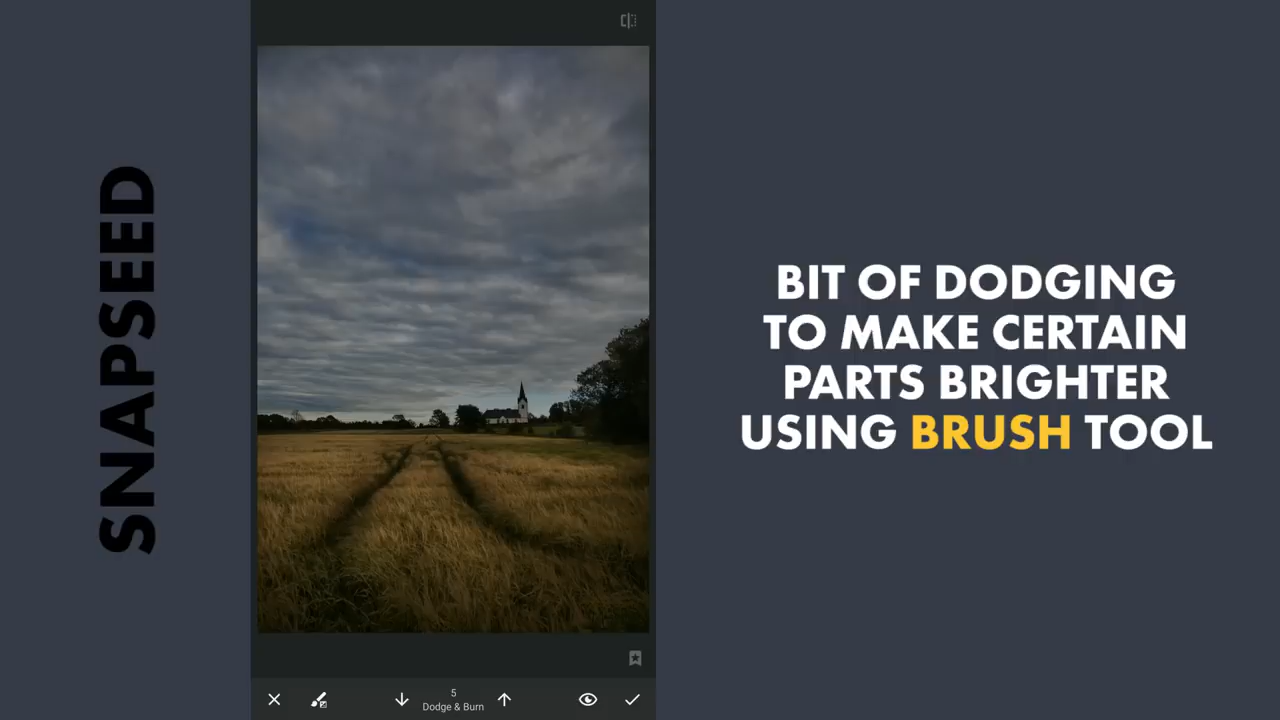 SNAPSEED
5
Dodge & Burn
BIT OF DODGING
TO MAKE CERTAIN
PARTS BRIGHTER
USING BRUSH TOOL